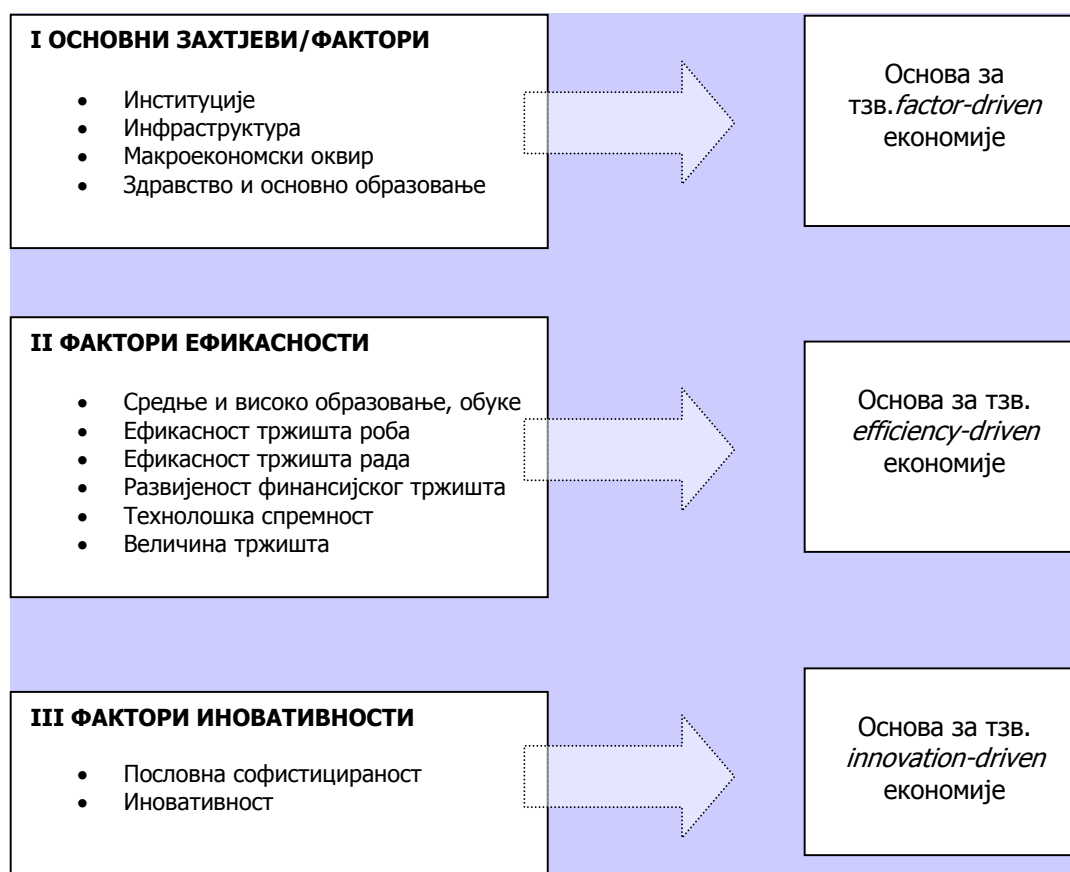 I ОСНОВНИ ЗАХТЈЕВИ/ФАКТОРИ
• Институције
• Инфраструктура
• Макроекономски оквир
• Здравство и основно образовање
Основа за
тзв.factor-driven
економије
II ФАКТОРИ ЕФИКАСНОСТИ
• Средње и високо образовање, обуке
• Ефикасност тржишта роба
• Ефикасност тржишта рада
• Развијеност финансијског тржишта
• Технолошка спремност
• Величина тржишта
Основа за тзв.
efficiency-driven
економије
III ФАКТОРИ ИНОВАТИВНОСТИ
• Пословна софистицираност
• Иновативност
Основа за тзв.
innovation-driven
економије